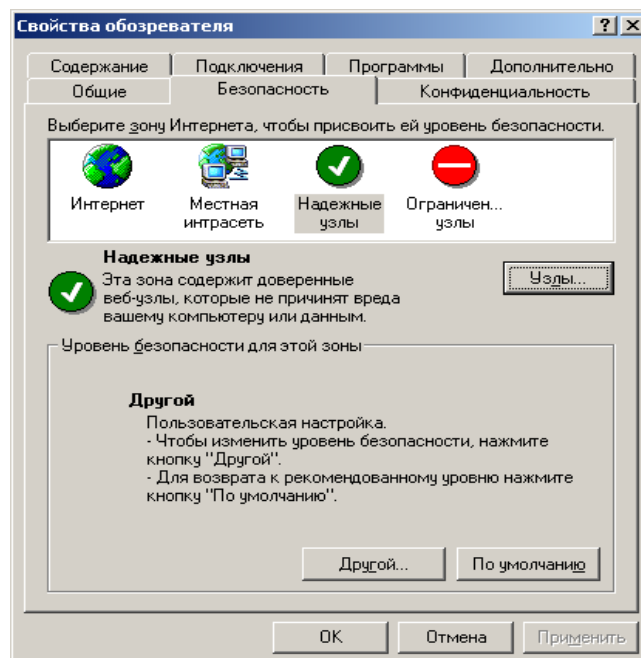 Свойства обозревателя
Содержание Подключения Программы Дополнительно
Общие Безопасность Конфиденциальность
Выберите зону Интернета, чтобы присвоить ей уровень безопасности.
Интернет Местная Надежные Ограничен...
интрасеть узлы узлы
Надежные узлы
Эта зона содержит доверенные
веб-узлы, которые не причинят вреда
вашему компьютеру или данным.
Узлы...
Уровень безопасности для этой зоны
Другой
Пользовательская настройка.
- Чтобы изменить уровень безопасности, нажмите
кнопку "Другой".
- Для возврата к рекомендованному уровню нажмите
кнопку "По умолчанию".
Другой... По умолчанию
OK Отмена Применить